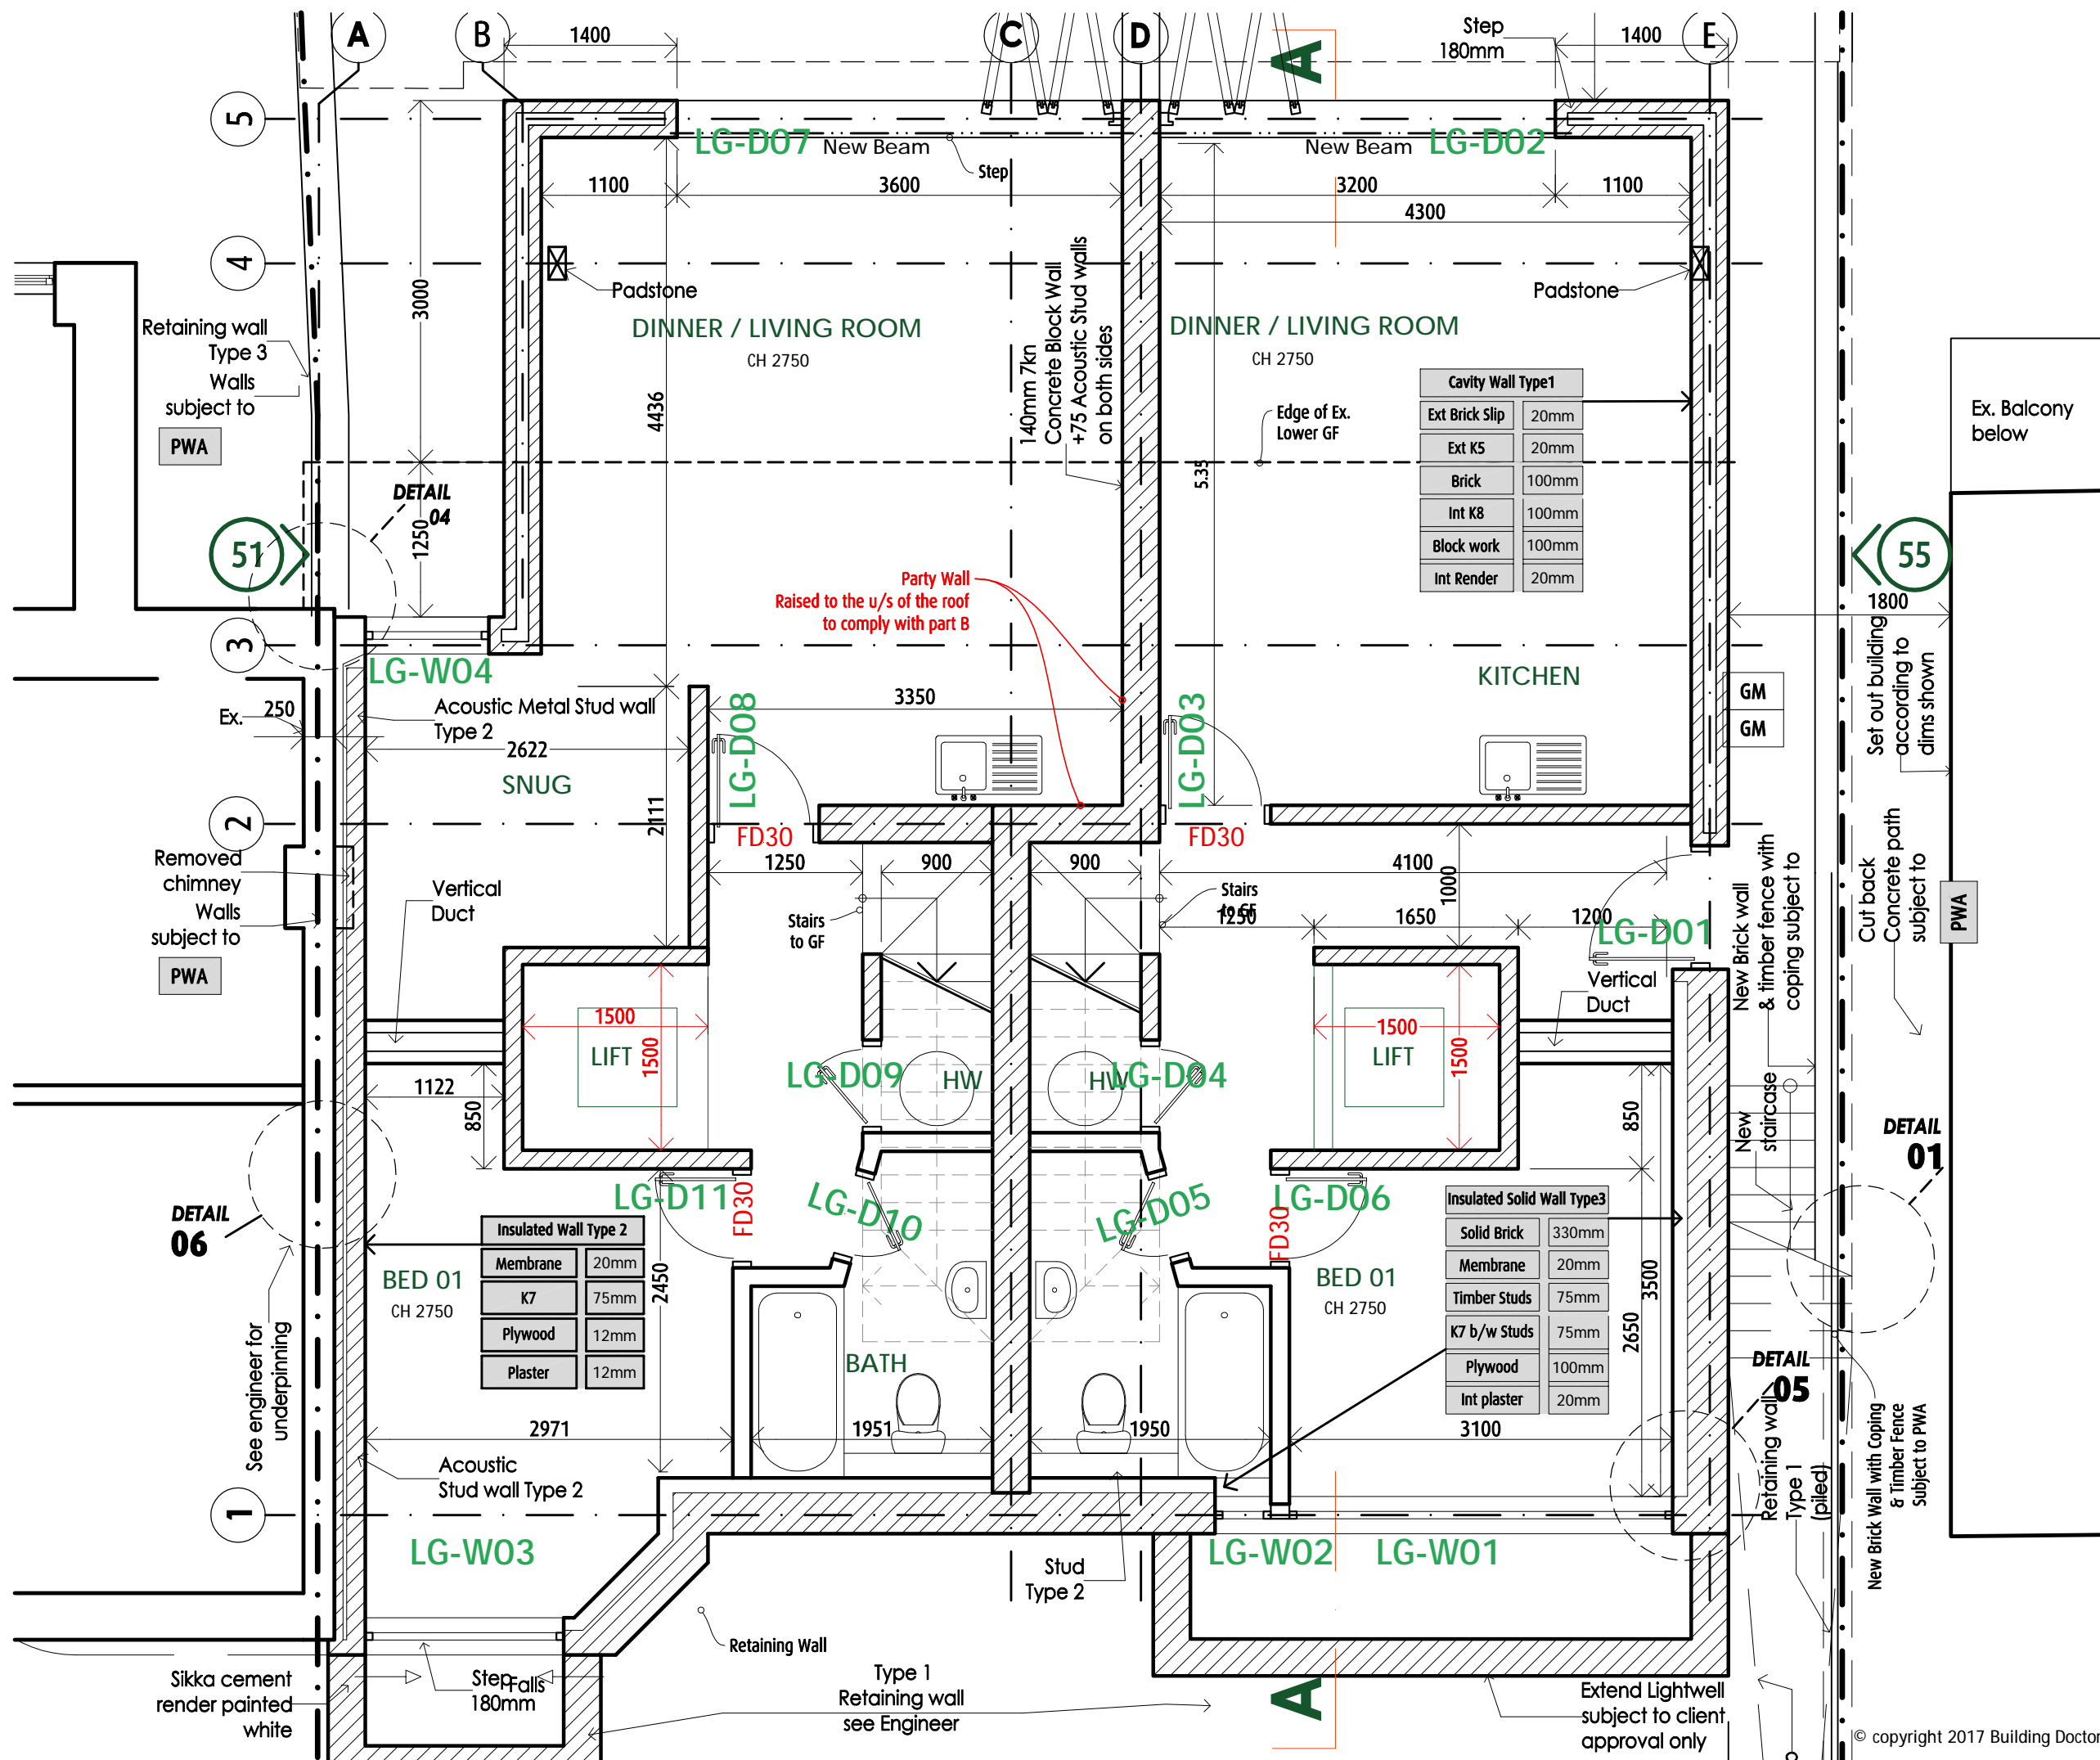 A
B
C
D
E
1400
A
Step
180mm
1400
5
LG-D07
New Beam
Step
New Beam
LG-D02
1100
3600
3200
1100
4300
4
Padstone
Padstone
3000
Retaining wall
Type 3
Walls
subject to
PWA
DINNER / LIVING ROOM
CH 2750
DINNER / LIVING ROOM
CH 2750
4436
140mm 7kn
Concrete Block Wall
+75 Acoustic Stud walls
on both sides
5.35
Edge of Ex.
Lower GF
Cavity Wall Type1
Ext Brick Slip 20mm
Ext K5 20mm
Brick 100mm
Int K8 100mm
Block work 100mm
Int Render 20mm
Ex. Balcony
below
DETAIL
04
1250
51
55
Party Wall
Raised to the u/s of the roof
to comply with part B
1800
3
LG-W04
KITCHEN
GM
GM
Set out building
according to
dims shown
Ex.
250
Acoustic Metal Stud wall
Type 2
2622
SNUG
3350
LG-D08
LG-D03
2111
2
FD30
FD30
Removed
chimney
Walls
subject to
PWA
Vertical
Duct
1250
900
900
4100
1000
Stairs
to GF
Stairs
to GF
1250
1650
1200
LG-D01
New Brick wall
& timber fence with
coping subject to
Cut back
Concrete path
subject to
PWA
Vertical
Duct
1500
1500
LIFT
1500
1500
LIFT
LG-D09
HW
HW
LG-D04
1122
850
850
New
staircase
DETAIL
01
DETAIL
06
LG-D11
FD30
LG-D10
LG-D05
LG-D06
FD30
Insulated Wall Type 2
Membrane 20mm
K7 75mm
Plywood 12mm
Plaster 12mm
BED 01
CH 2750
2450
BED 01
CH 2750
Insulated Solid Wall Type3
Solid Brick 330mm
Membrane 20mm
Timber Studs 75mm
K7 b/w Studs 75mm
Plywood 100mm
Int plaster 20mm
3500
2650
BATH
See engineer for
underpinning
DETAIL
05
2971
1951
1950
3100
Acoustic
Stud wall Type 2
Retaining wall
Type 1
(piled)
New Brick Wall with Coping
& Timber Fence
Subject to PWA
1
LG-W03
LG-W02
LG-W01
Stud
Type 2
Retaining Wall
Sikka cement
render painted
white
Step
180mm
Falls
Type 1
Retaining wall
see Engineer
A
Extend Lightwell
subject to client
approval only
© copyright 2017 Building Doctor